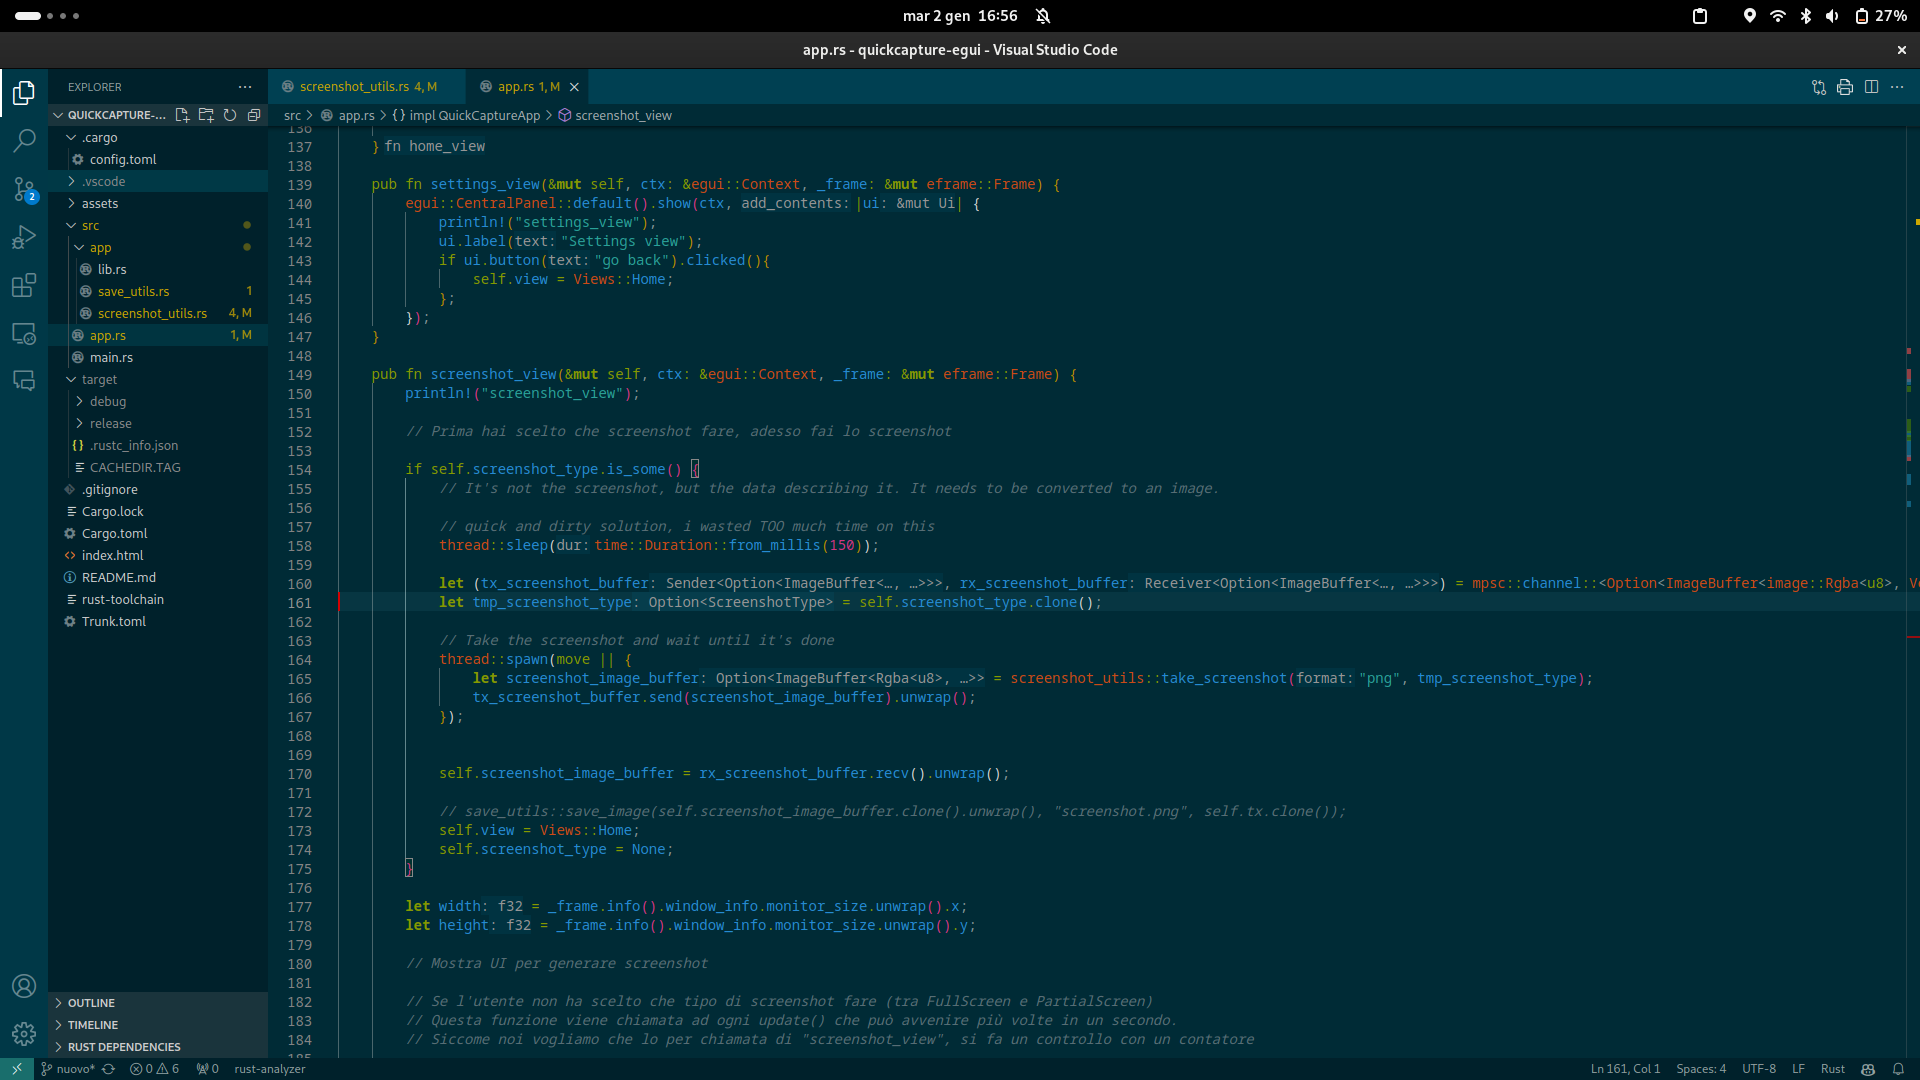 mar 2 gen 16:56
27%
app.rs - quickcapture-egui - Visual Studio Code
EXPLORER
screenshot_utils.rs 4, M
app.rs 1, M
QUICKCAPTURE-...
src > app.rs > {} impl QuickCaptureApp > screenshot_view
.cargo
config.toml
.vscode
assets
src
app
lib.rs
save_utils.rs 1
screenshot_utils.rs 4, M
app.rs 1, M
main.rs
target
debug
release
.rustc_info.json
CACHEDIR.TAG
.gitignore
Cargo.lock
Cargo.toml
index.html
README.md
rust-toolchain
Trunk.toml
2
OUTLINE
TIMELINE
RUST DEPENDENCIES
136
137 } fn home_view
138
139 pub fn settings_view(&mut self, ctx: &egui::Context, _frame: &mut eframe::Frame) {
140 egui::CentralPanel::default().show(ctx, add_contents: |ui: &mut Ui| {
141 println!("settings_view");
142 ui.label(text: "Settings view");
143 if ui.button(text: "go back").clicked(){
144 self.view = Views::Home;
145 };
146 });
147 }
148
149 pub fn screenshot_view(&mut self, ctx: &egui::Context, _frame: &mut eframe::Frame) {
150 println!("screenshot_view");
151
152 // Prima hai scelto che screenshot fare, adesso fai lo screenshot
153
154 if self.screenshot_type.is_some() {
155 // It's not the screenshot, but the data describing it. It needs to be converted to an image.
156
157 // quick and dirty solution, i wasted TOO much time on this
158 thread::sleep(dur: time::Duration::from_millis(150));
159
160 let (tx_screenshot_buffer: Sender<Option<ImageBuffer<…, …>>>, rx_screenshot_buffer: Receiver<Option<ImageBuffer<…, …>>>) = mpsc::channel::<Option<ImageBuffer<image::Rgba<u8>, V
161 let tmp_screenshot_type: Option<ScreenshotType> = self.screenshot_type.clone();
162
163 // Take the screenshot and wait until it's done
164 thread::spawn(move || {
165 let screenshot_image_buffer: Option<ImageBuffer<Rgba<u8>, …>> = screenshot_utils::take_screenshot(format: "png", tmp_screenshot_type);
166 tx_screenshot_buffer.send(screenshot_image_buffer).unwrap();
167 });
168
169
170 self.screenshot_image_buffer = rx_screenshot_buffer.recv().unwrap();
171
172 // save_utils::save_image(self.screenshot_image_buffer.clone().unwrap(), "screenshot.png", self.tx.clone());
173 self.view = Views::Home;
174 self.screenshot_type = None;
175 }
176
177 let width: f32 = _frame.info().window_info.monitor_size.unwrap().x;
178 let height: f32 = _frame.info().window_info.monitor_size.unwrap().y;
179
180 // Mostra UI per generare screenshot
181
182 // Se l'utente non ha scelto che tipo di screenshot fare (tra FullScreen e PartialScreen)
183 // Questa funzione viene chiamata ad ogni update() che può avvenire più volte in un secondo.
184 // Siccome noi vogliamo che lo per chiamata di "screenshot_view", si fa un controllo con un contatore
185
nuovo* 0 6 0 rust-analyzer
Ln 161, Col 1 Spaces: 4 UTF-8 LF Rust